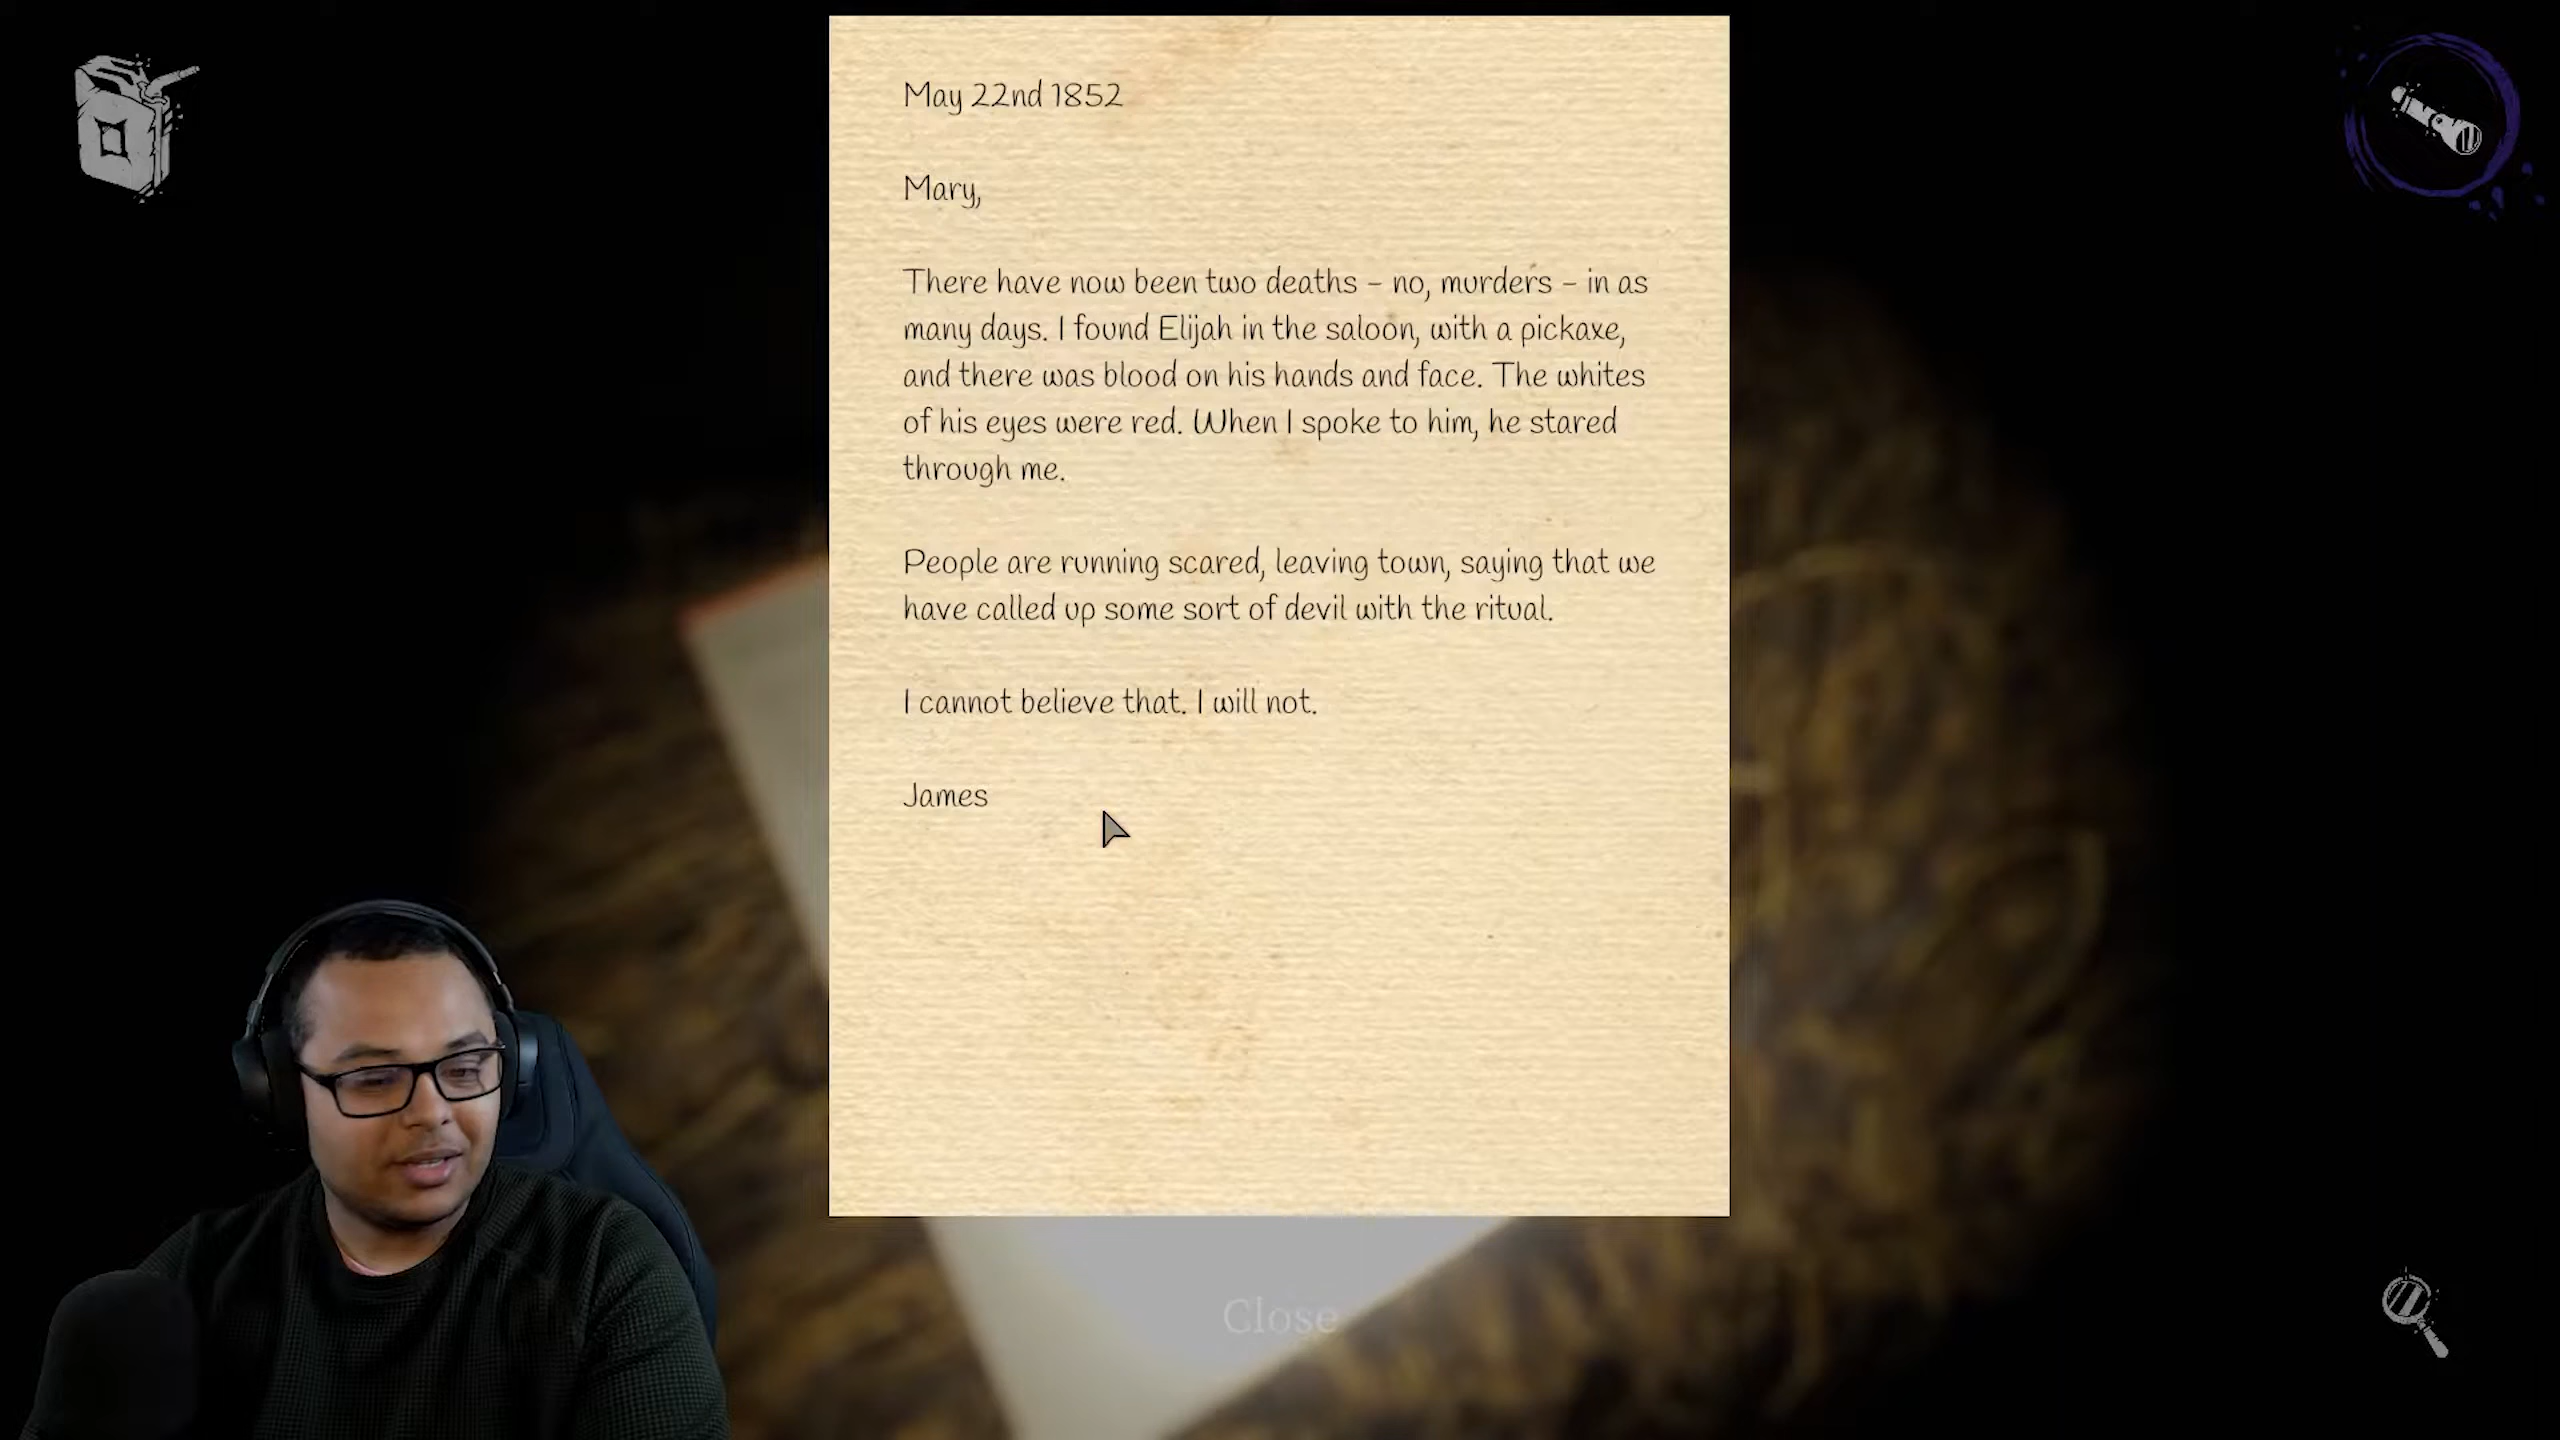 May 22nd 1852
Mary,
There have now been two deaths - no, murders - in as
many days. I found Elijah in the saloon, with a pickaxe,
and there was blood on his hands and face. The whites
of his eyes were red. When I spoke to him, he stared
through me.
People are running scared, leaving town, saying that we
have called up some sort of devil with the ritual.
I cannot believe that. I will not.
James
Close